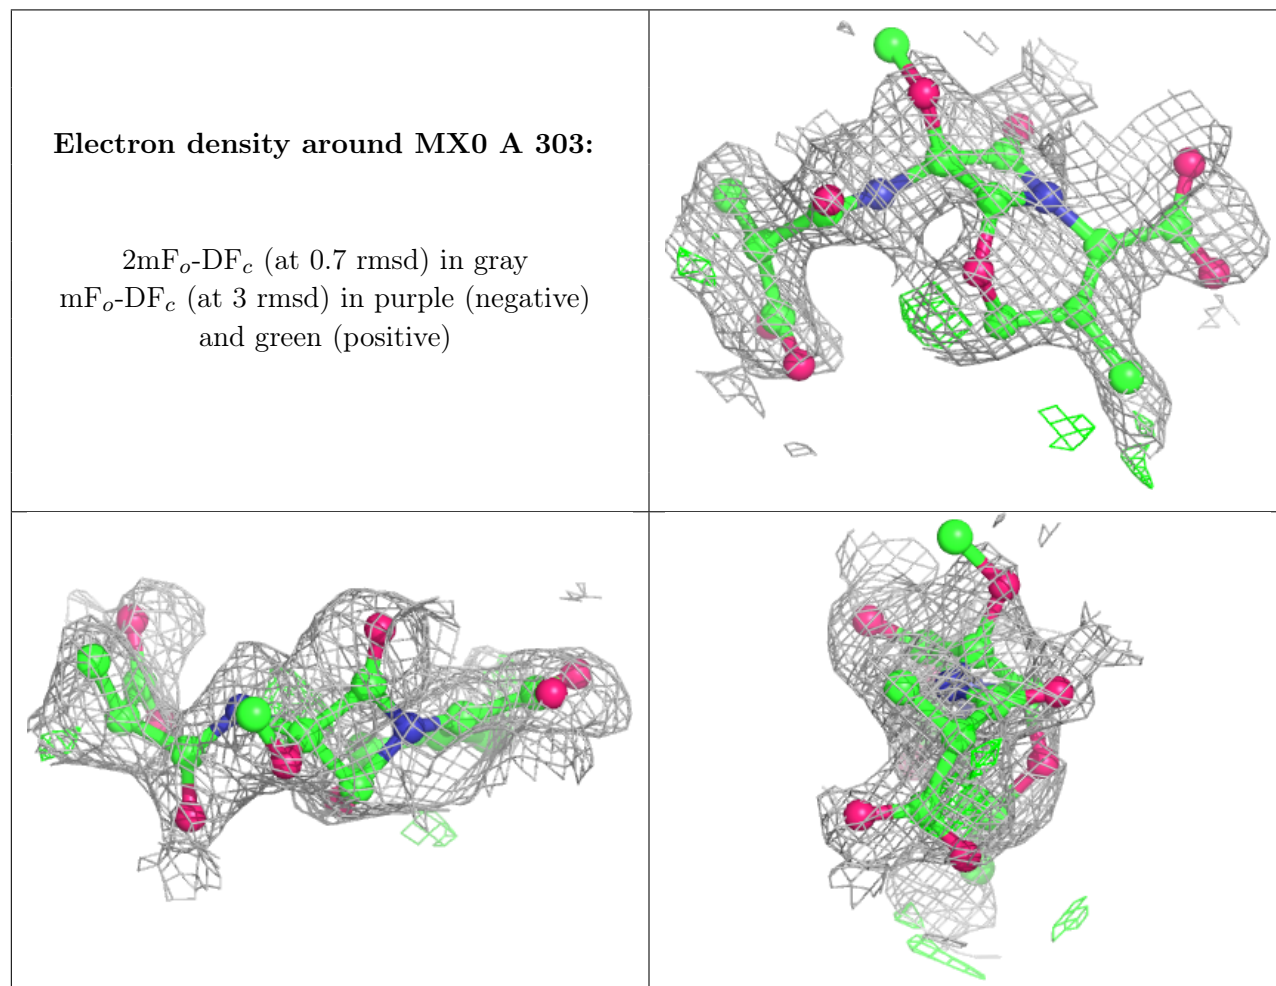 Electron density around MX0 A 303:
2mFₒ-DF𝒸 (at 0.7 rmsd) in gray
mFₒ-DF𝒸 (at 3 rmsd) in purple (negative)
and green (positive)